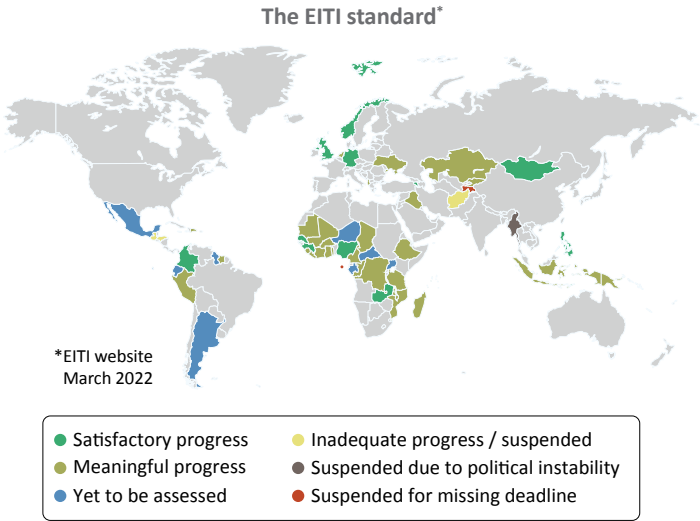 The EITI standard*
*EITI website
March 2022
Satisfactory progress
Meaningful progress
Yet to be assessed
Inadequate progress / suspended
Suspended due to political instability
Suspended for missing deadline